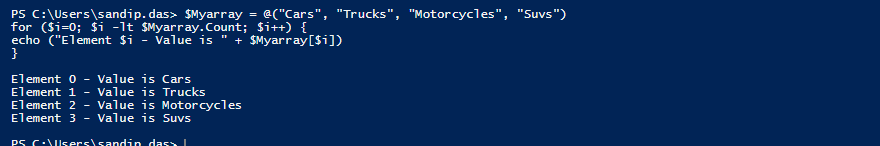 PS C:\Users\sandip.das> $Myarray = @("Cars", "Trucks", "Motorcycles", "Suvs")
for ($i=0; $i -lt $Myarray.Count; $i++) {
echo ("Element $i - Value is " + $Myarray[$i])
}
Element 0 - Value is Cars
Element 1 - Value is Trucks
Element 2 - Value is Motorcycles
Element 3 - Value is Suvs
PS C:\Users\sandip.das>